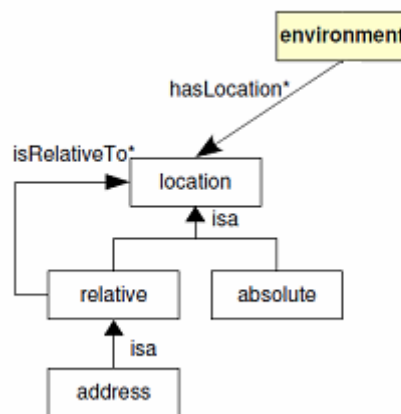 environment
hasLocation*
isRelativeTo*
location
isa
relative
absolute
isa
address